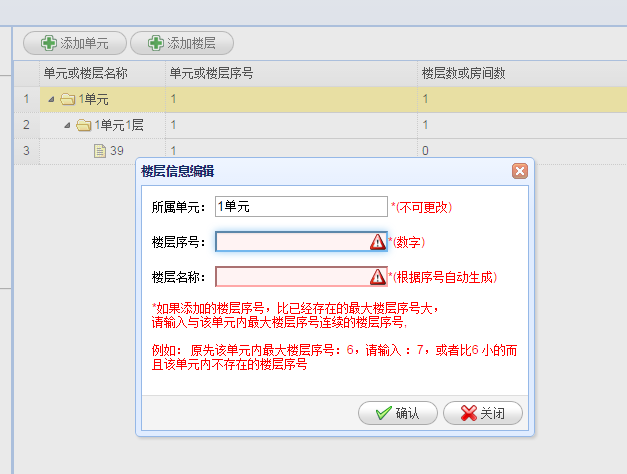 添加单元 添加楼层
单元或楼层名称 单元或楼层序号 楼层数或房间数
1 1单元 1 1
2 1单元1层 1 1
3 39 1 0
楼层信息编辑
所属单元： 1单元 *(不可更改)
楼层序号： *(数字)
楼层名称： *(根据序号自动生成)
*如果添加的楼层序号，比已经存在的最大楼层序号大，
请输入与该单元内最大楼层序号连续的楼层序号.
例如： 原先该单元内最大楼层序号：6，请输入 ：7，或者比6 小的而
且该单元内不存在的楼层序号
确认 关闭